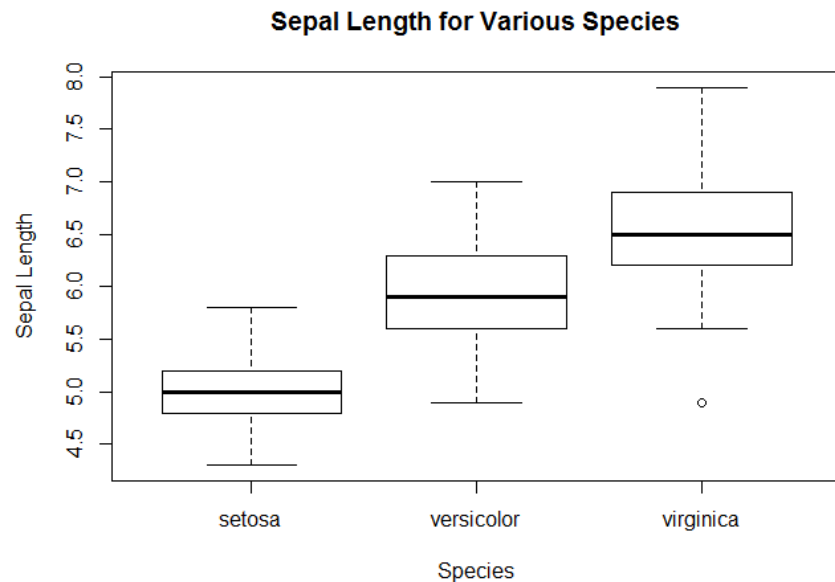 Sepal Length for Various Species
Sepal Length
8.0
7.5
7.0
6.5
6.0
5.5
5.0
4.5
setosa versicolor virginica
Species